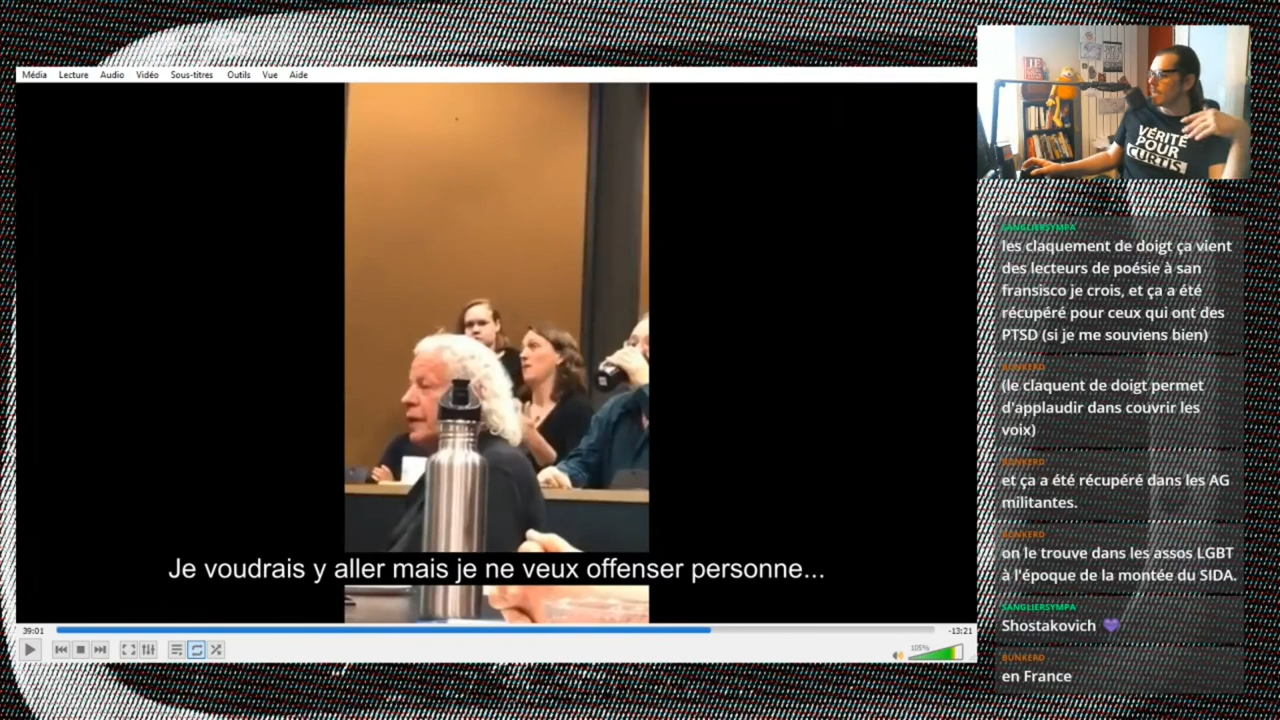 Média Lecture Audio Vidéo Sous-titres Outils Vue Aide
Je voudrais y aller mais je ne veux offenser personne...
39:01
-13:21
105%
JE
VÉRITÉ
POUR
CURTIS
SANGLIERSYMPA
les claquement de doigt ça vient
des lecteurs de poésie à san
fransisco je crois, et ça a été
récupéré pour ceux qui ont des
PTSD (si je me souviens bien)
BUNKERD
(le claquent de doigt permet
d'applaudir dans couvrir les
voix)
BUNKERD
et ça a été récupéré dans les AG
militantes.
BUNKERD
on le trouve dans les assos LGBT
à l'époque de la montée du SIDA.
SANGLIERSYMPA
Shostakovich 💜
BUNKERD
en France